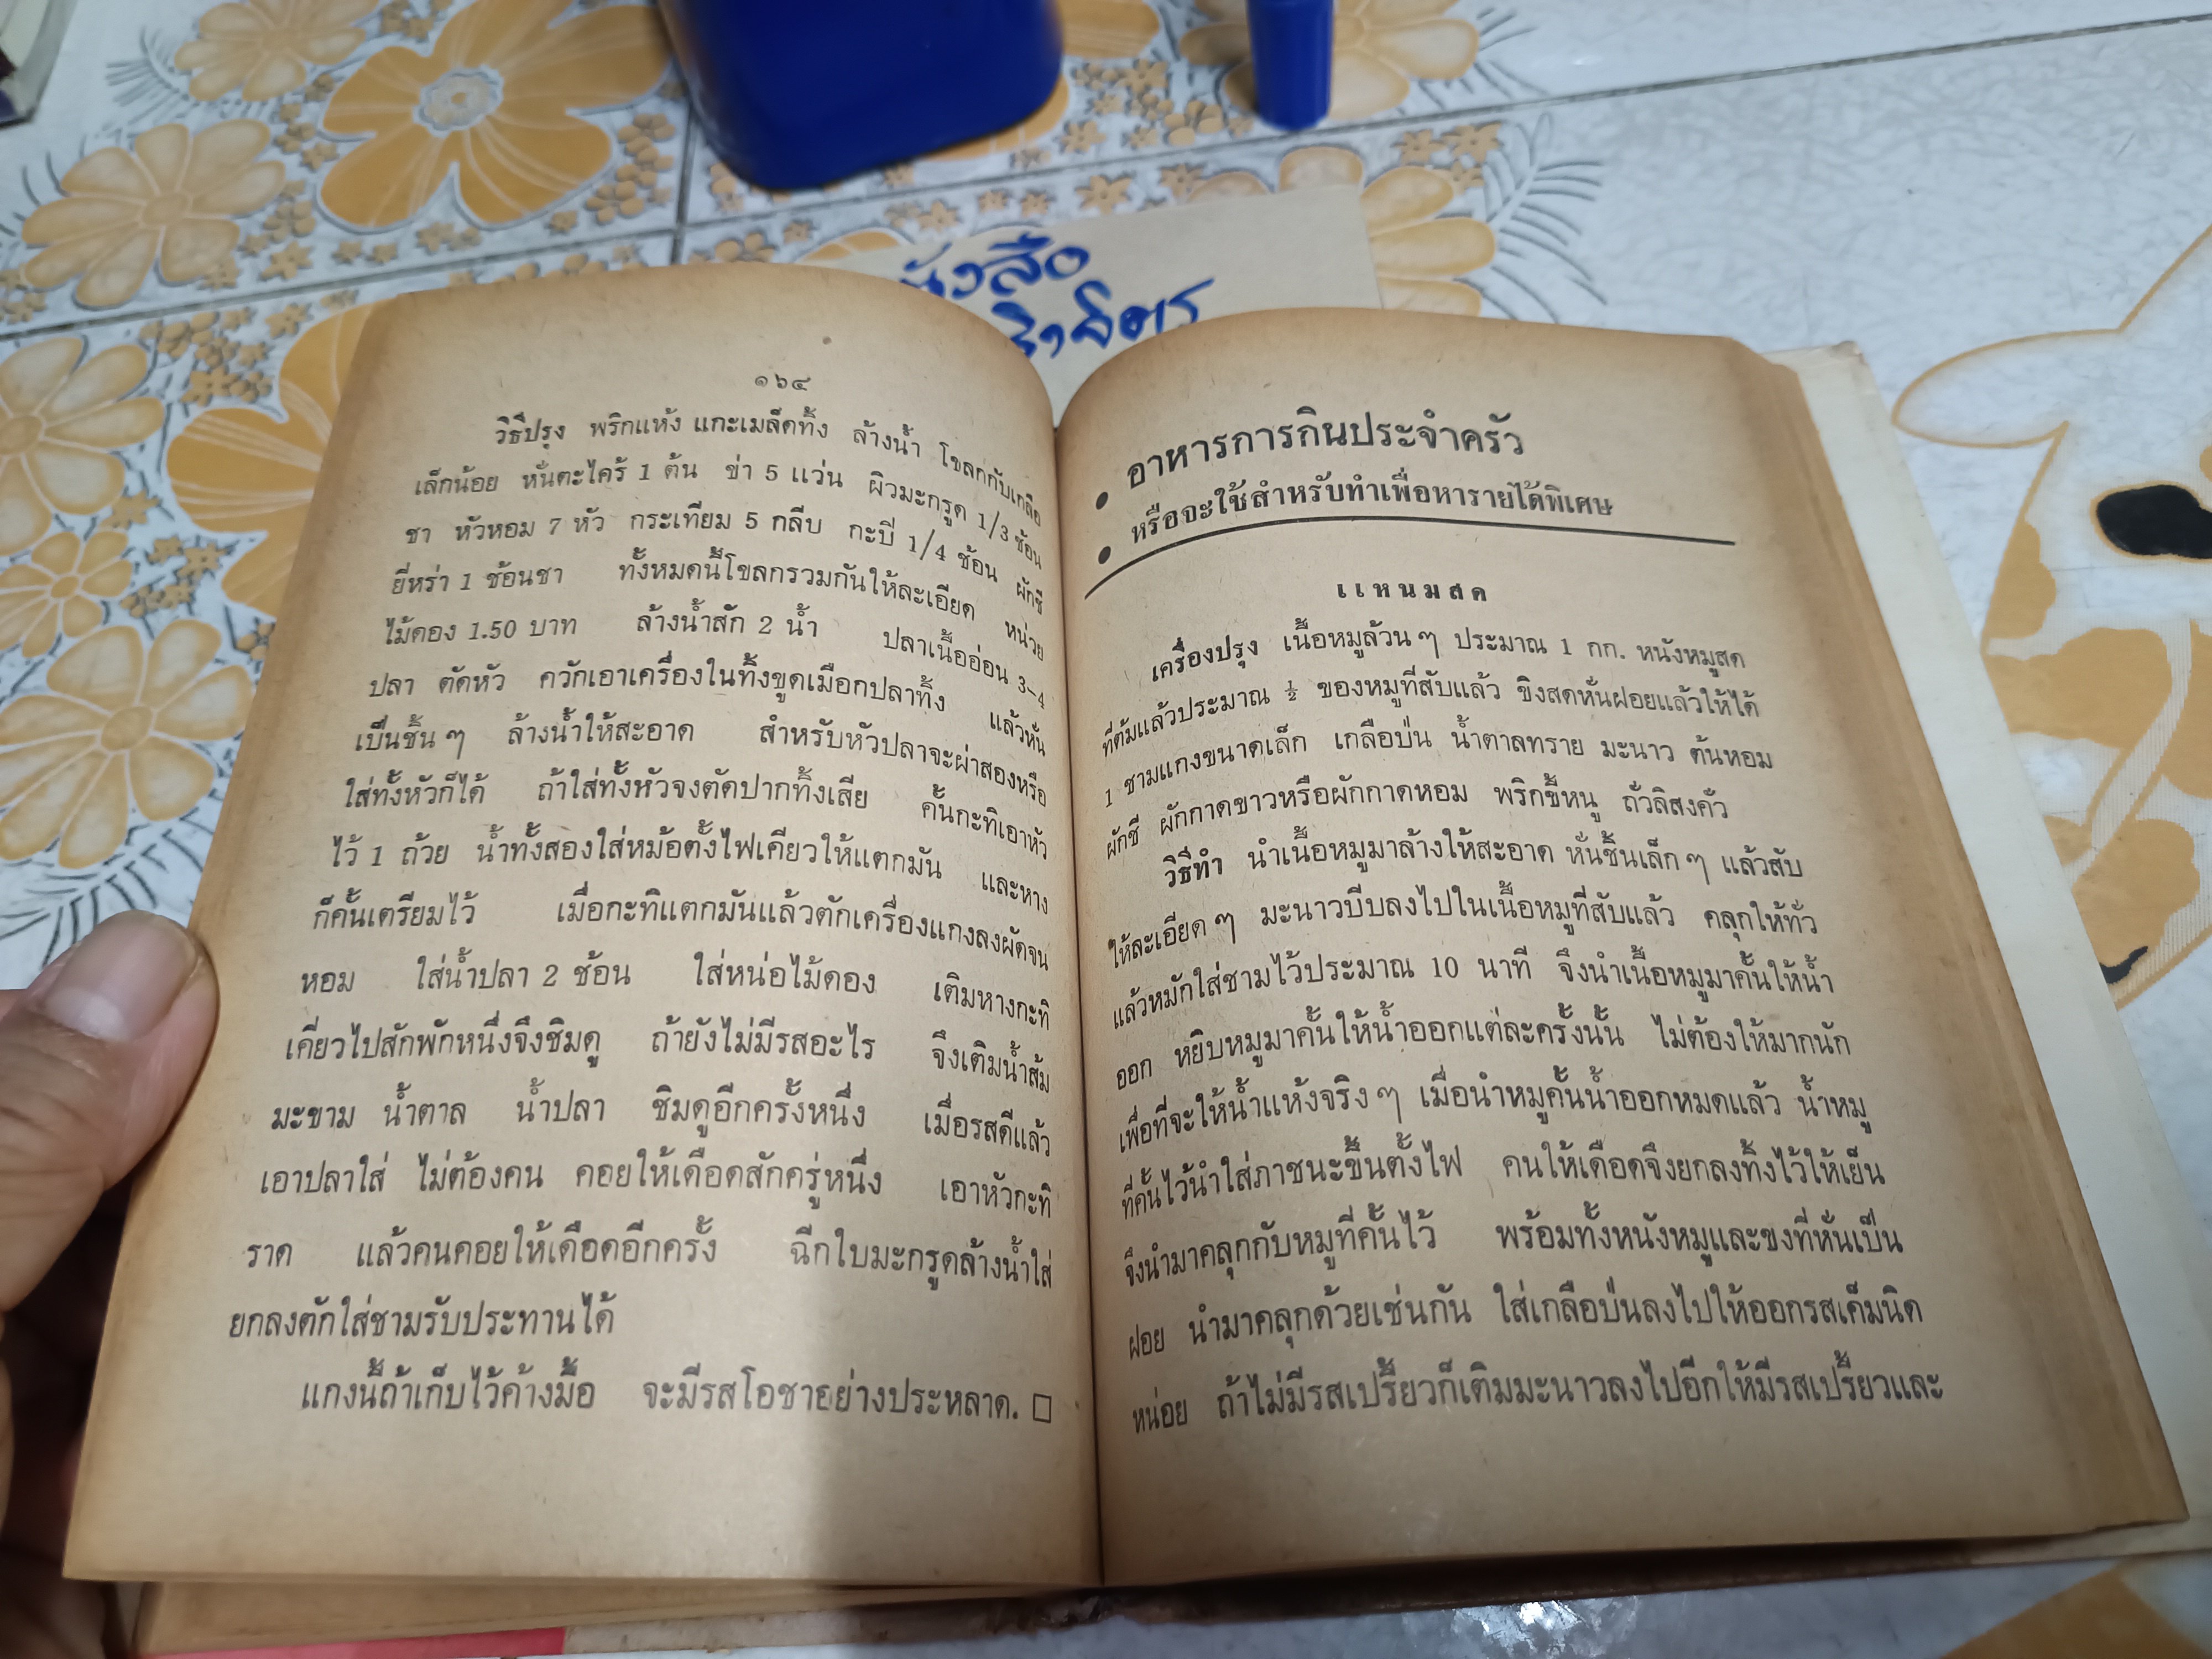 หนังสือ
๑๖๔
วิธีปรุง พริกแห้ง แกะเมล็ดทิ้ง ล้างน้ำ โขลกกับเกลือ
เล็กน้อย หั่นตะไคร้ 1 ต้น ข่า 5 แว่น ผิวมะกรูด 1/3 ช้อน
ชา หัวหอม 7 หัว กระเทียม 5 กลีบ กะปิ 1/4 ช้อน ผักชี
ยี่หร่า 1 ช้อนชา ทั้งหมดนี้โขลกรวมกันให้ละเอียด หน่วย
ไม้ดอง 1.50 บาท ล้างน้ำสัก 2 น้ำ ปลาเนื้ออ่อน 3-4
ปลา ตัดหัว ควักเอาเครื่องในทิ้งขูดเมือกปลาทิ้ง แล้วหั่น
เป็นชิ้น ๆ ล้างน้ำให้สะอาด สำหรับหัวปลาจะผ่าสองหรือ
ใส่ทั้งหัวก็ได้ ถ้าใส่ทั้งหัวจงตัดปากทิ้งเสีย คั้นกะทิเอาหัว
ไว้ 1 ถ้วย น้ำทั้งสองใส่หม้อตั้งไฟเคี่ยวให้แตกมัน และหาง
ก็คั้นเตรียมไว้ เมื่อกะทิแตกมันแล้วตักเครื่องแกงลงผัดจน
หอม ใส่น้ำปลา 2 ช้อน ใส่หน่อไม้ดอง เติมหางกะทิ
เคี่ยวไปสักพักหนึ่งจึงชิมดู ถ้ายังไม่มีรสอะไร จึงเติมน้ำส้ม
มะขาม น้ำตาล น้ำปลา ชิมดูอีกครั้งหนึ่ง เมื่อรสดีแล้ว
เอาปลาใส่ ไม่ต้องคน คอยให้เดือดสักครู่หนึ่ง เอาหัวกะทิ
ราด แล้วคนคอยให้เดือดอีกครั้ง ฉีกใบมะกรูดล้างน้ำใส่
ยกลงตักใส่ชามรับประทานได้
แกงนี้ถ้าเก็บไว้ค้างมื้อ จะมีรสโอชาอย่างประหลาด. □
• อาหารการกินประจำครัว
• หรือจะใช้สำหรับทำเพื่อหารายได้พิเศษ
แหนมสด
เครื่องปรุง เนื้อหมูล้วน ๆ ประมาณ 1 กก. หนังหมูสด
ที่ต้มแล้วประมาณ ½ ของหมูที่สับแล้ว ขิงสดหั่นฝอยแล้วให้ได้
1 ชามแกงขนาดเล็ก เกลือป่น น้ำตาลทราย มะนาว ต้นหอม
ผักชี ผักกาดขาวหรือผักกาดหอม พริกขี้หนู ถั่วลิสงคั่ว
วิธีทำ นำเนื้อหมูมาล้างให้สะอาด หั่นชิ้นเล็ก ๆ แล้วสับ
ให้ละเอียด ๆ มะนาวบีบลงไปในเนื้อหมูที่สับแล้ว คลุกให้ทั่ว
แล้วหมักใส่ชามไว้ประมาณ 10 นาที จึงนำเนื้อหมูมาคั้นให้น้ำ
ออก หยิบหมูมาคั้นให้น้ำออกแต่ละครั้งนั้น ไม่ต้องให้มากนัก
เพื่อที่จะให้น้ำแห้งจริง ๆ เมื่อนำหมูคั้นน้ำออกหมดแล้ว น้ำหมู
ที่คั้นไว้นำใส่ภาชนะขึ้นตั้งไฟ คนให้เดือดจึงยกลงทิ้งไว้ให้เย็น
จึงนำมาคลุกกับหมูที่คั้นไว้ พร้อมทั้งหนังหมูและขงที่หั่นเป็น
ฝอย นำมาคลุกด้วยเช่นกัน ใส่เกลือป่นลงไปให้ออกรสเค็มนิด
หน่อย ถ้าไม่มีรสเปรี้ยวก็เติมมะนาวลงไปอีกให้มีรสเปรี้ยวและ